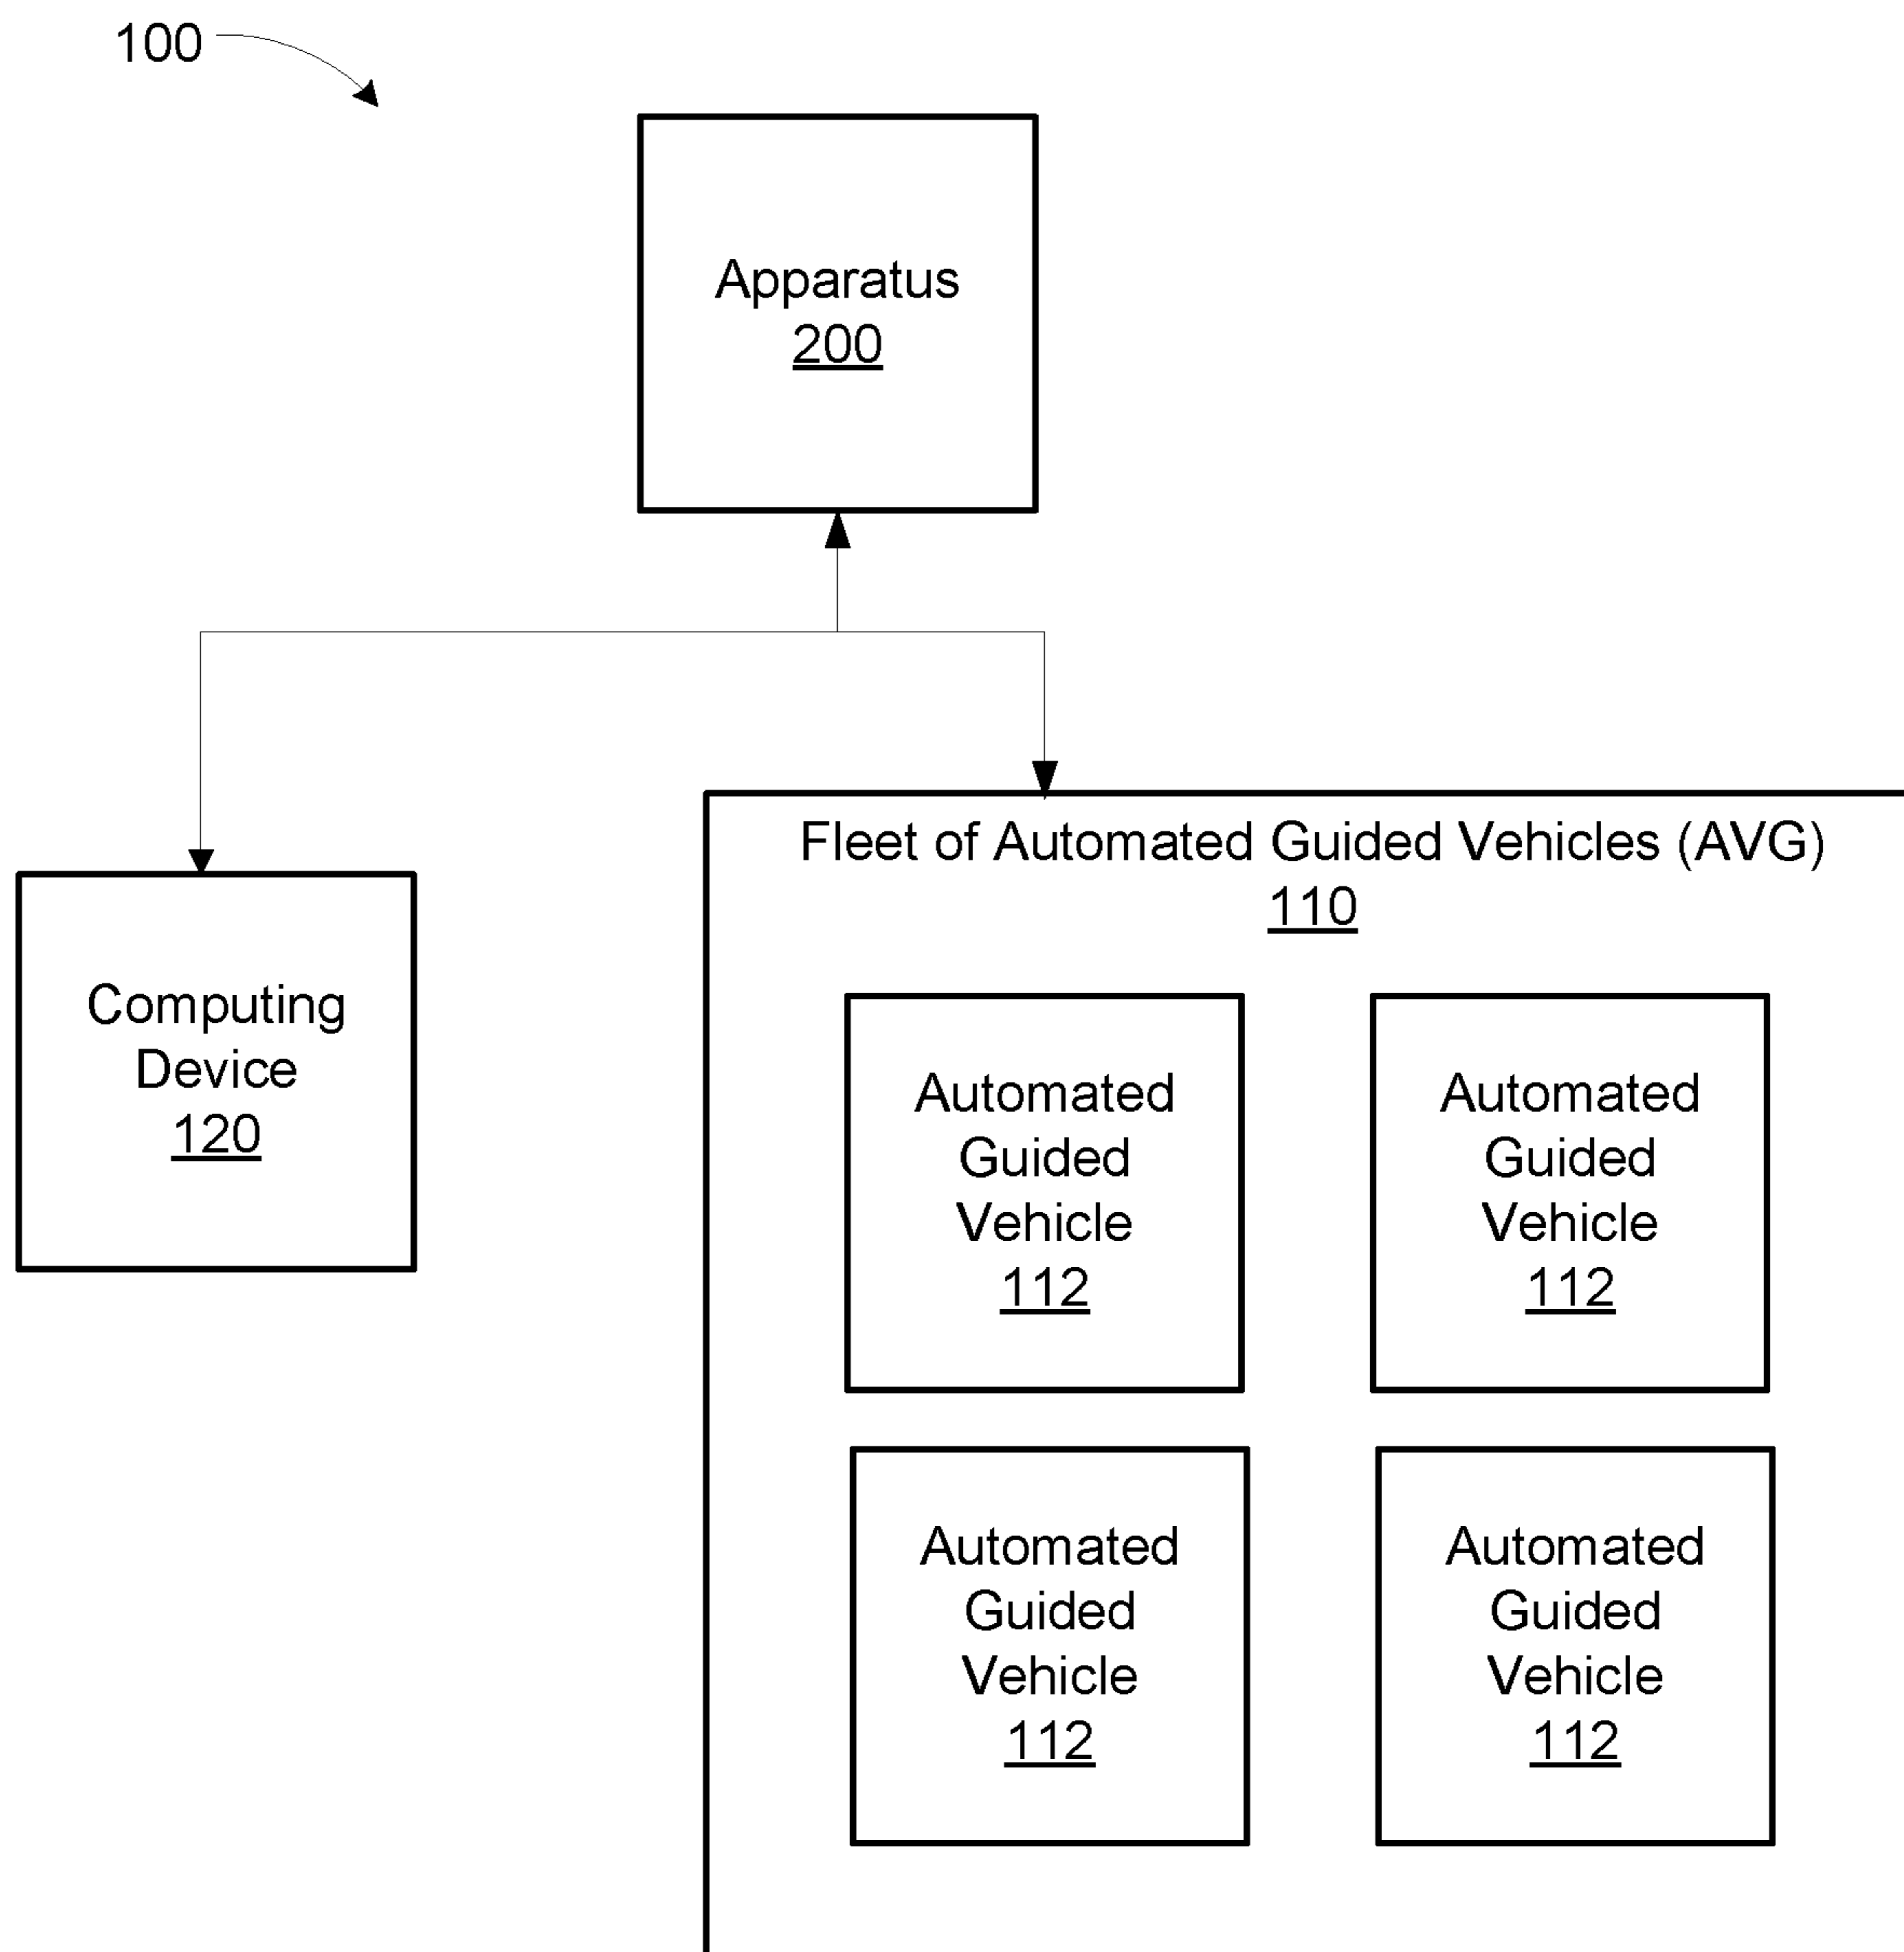 100
Apparatus
200
Fleet of Automated Guided Vehicles (AVG)
110
Computing
Device
120
Automated
Guided
Vehicle
112
Automated
Guided
Vehicle
112
Automated
Guided
Vehicle
112
Automated
Guided
Vehicle
112